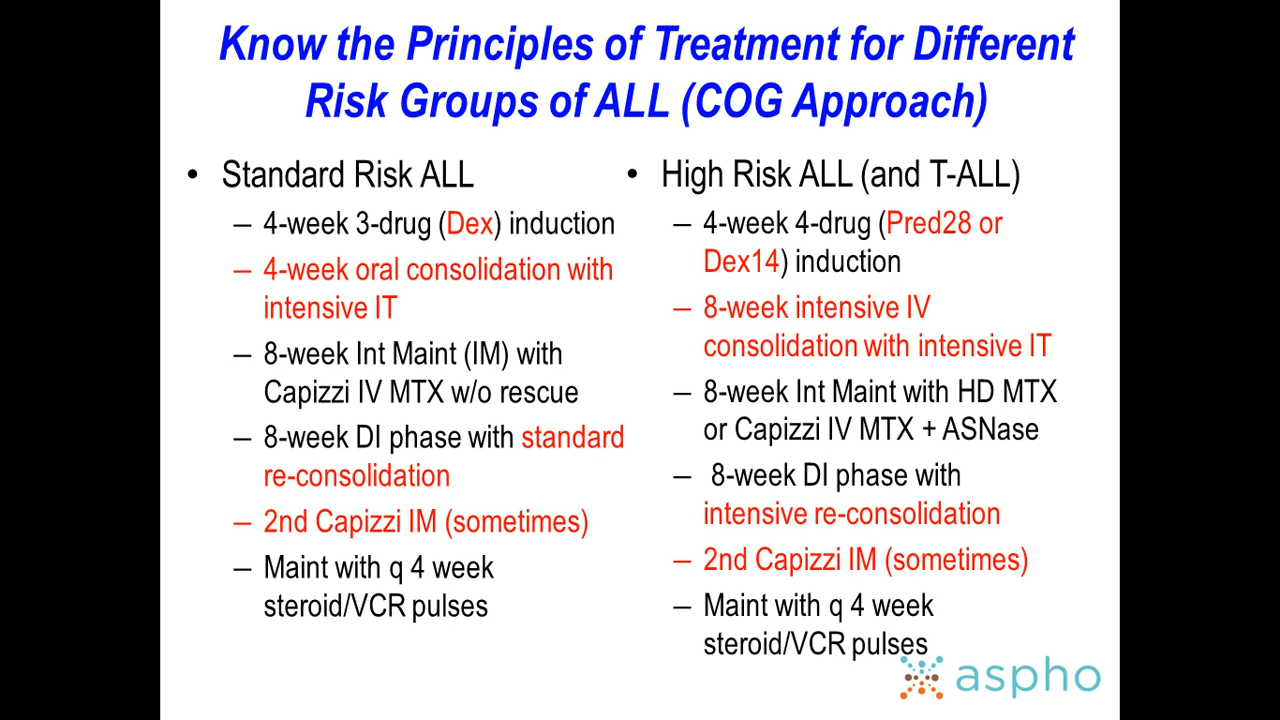 Know the Principles of Treatment for Different
Risk Groups of ALL (COG Approach)
• Standard Risk ALL
– 4-week 3-drug (Dex) induction
– 4-week oral consolidation with
intensive IT
– 8-week Int Maint (IM) with
Capizzi IV MTX w/o rescue
– 8-week DI phase with standard
re-consolidation
– 2nd Capizzi IM (sometimes)
– Maint with q 4 week
steroid/VCR pulses
• High Risk ALL (and T-ALL)
– 4-week 4-drug (Pred28 or
Dex14) induction
– 8-week intensive IV
consolidation with intensive IT
– 8-week Int Maint with HD MTX
or Capizzi IV MTX + ASNase
– 8-week DI phase with
intensive re-consolidation
– 2nd Capizzi IM (sometimes)
– Maint with q 4 week
steroid/VCR pulses
aspho